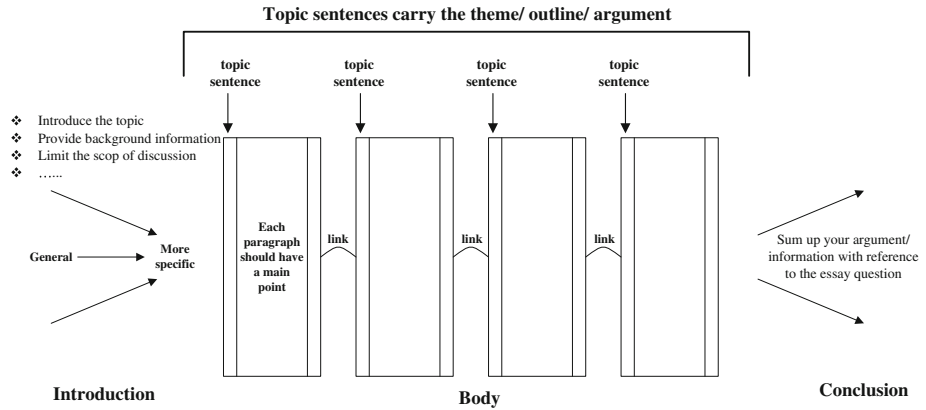 Topic sentences carry the theme/ outline/ argument
topic
sentence
topic
sentence
topic
sentence
topic
sentence
❖ Introduce the topic
❖ Provide background information
❖ Limit the scope of discussion
❖ …...
General
More
specific
Each
paragraph
should have
a main
point
link
link
link
Sum up your argument/
information with reference
to the essay question
Introduction
Body
Conclusion